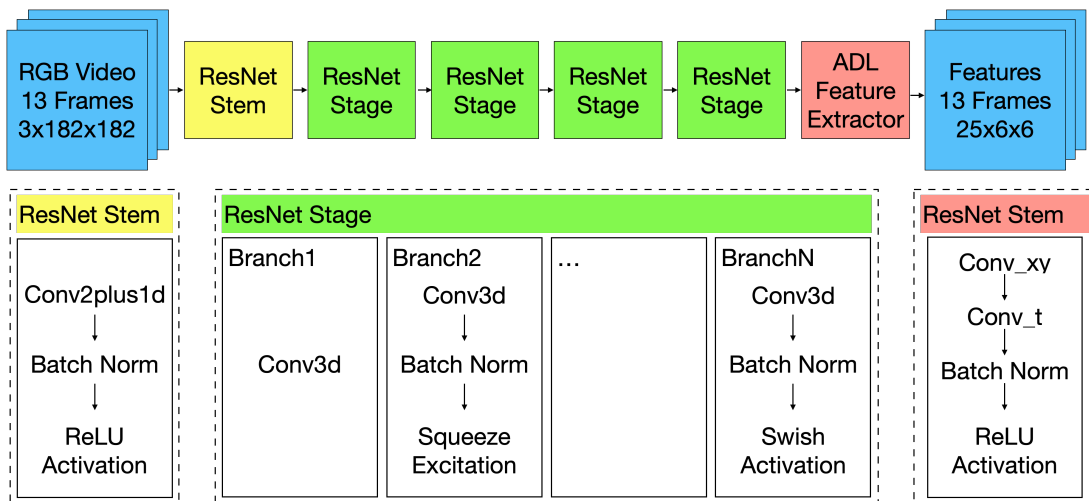 RGB Video
13 Frames
3x182x182
ResNet
Stem
ResNet
Stage
ResNet
Stage
ResNet
Stage
ResNet
Stage
ADL
Feature
Extractor
Features
13 Frames
25x6x6
ResNet Stem
Conv2plus1d
Batch Norm
ReLU
Activation
ResNet Stage
Branch1
Conv3d
Branch2
Conv3d
Batch Norm
Squeeze
Excitation
...
BranchN
Conv3d
Batch Norm
Swish
Activation
ResNet Stem
Conv_xy
Conv_t
Batch Norm
ReLU
Activation